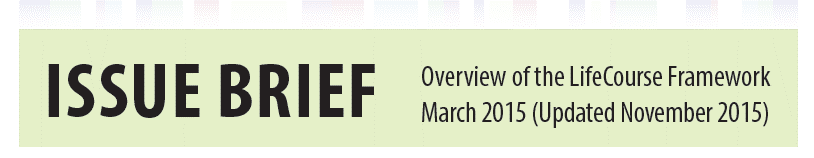 ISSUE BRIEF
Overview of the LifeCourse Framework
March 2015 (Updated November 2015)